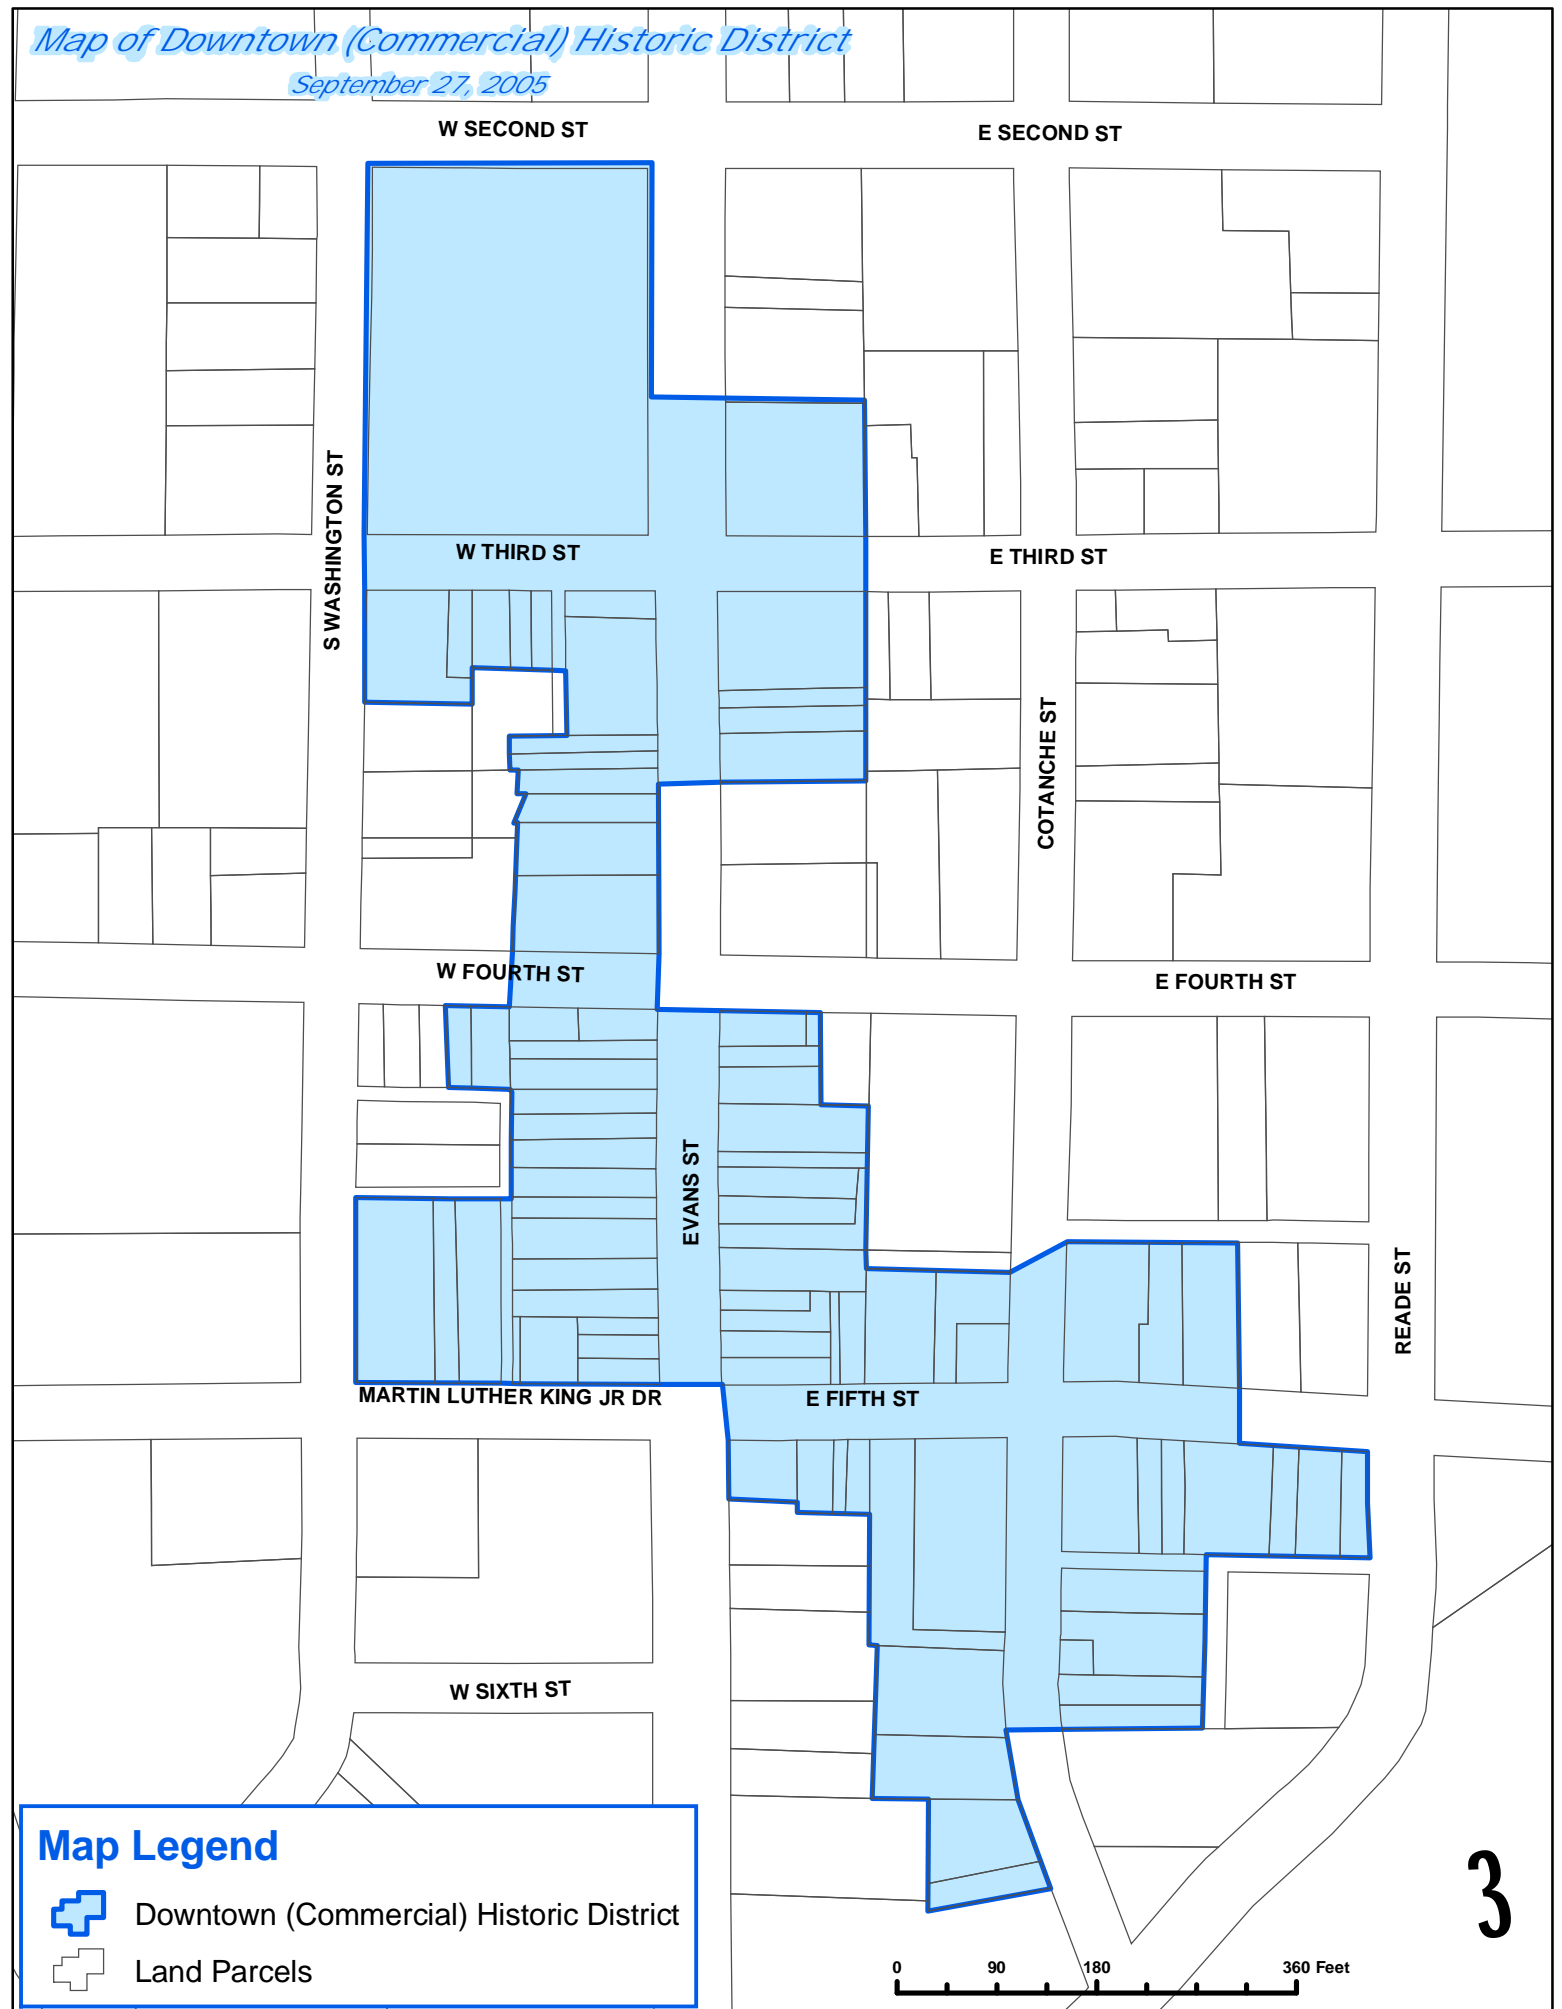 Map of Downtown (Commercial) Historic District
September 27, 2005
W SECOND ST
E SECOND ST
S WASHINGTON ST
W THIRD ST
E THIRD ST
COTANCHE ST
W FOURTH ST
E FOURTH ST
EVANS ST
READE ST
MARTIN LUTHER KING JR DR
E FIFTH ST
W SIXTH ST
Map Legend
Downtown (Commercial) Historic District
Land Parcels
3
0 90 180 360 Feet